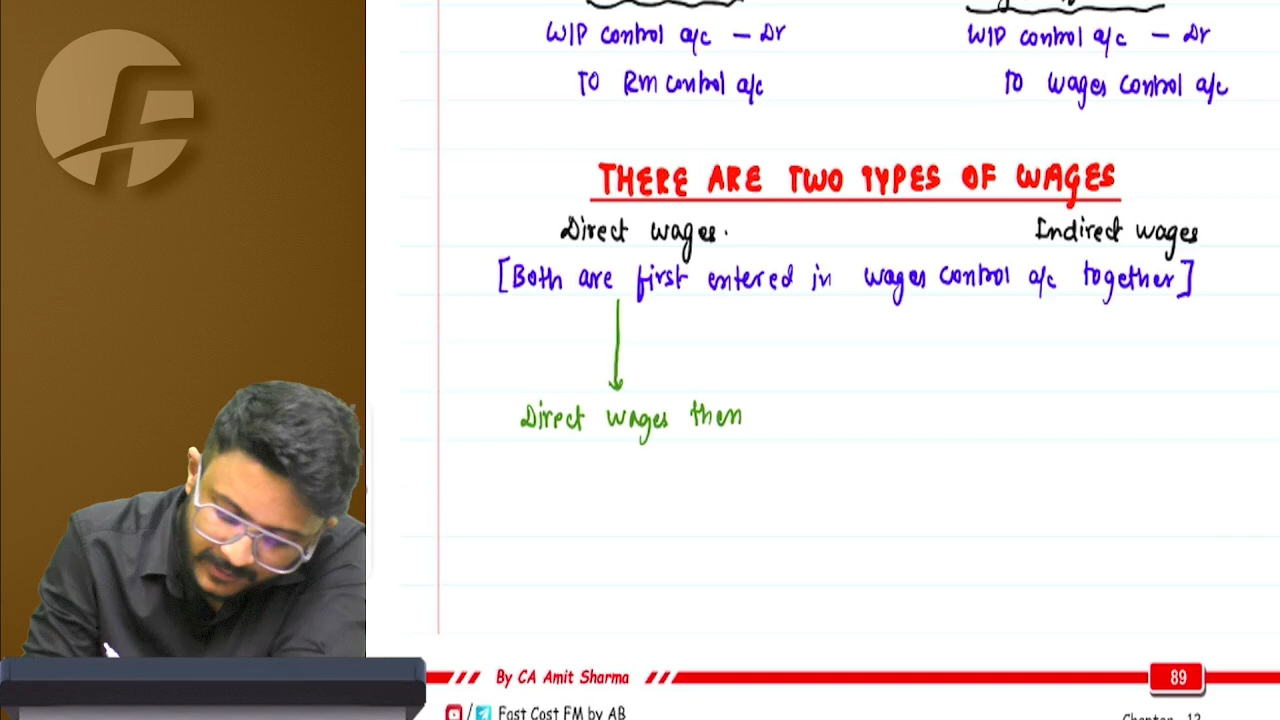 WIP control a/c – Dr
TO RM control a/c
WIP control a/c – Dr
TO wages control a/c
THERE ARE TWO TYPES OF WAGES
Direct wages.
Indirect wages
[Both are first entered in wages control a/c together]
Direct wages then
By CA Amit Sharma
89
/ Fast Cost FM by AB
Chapter - 12